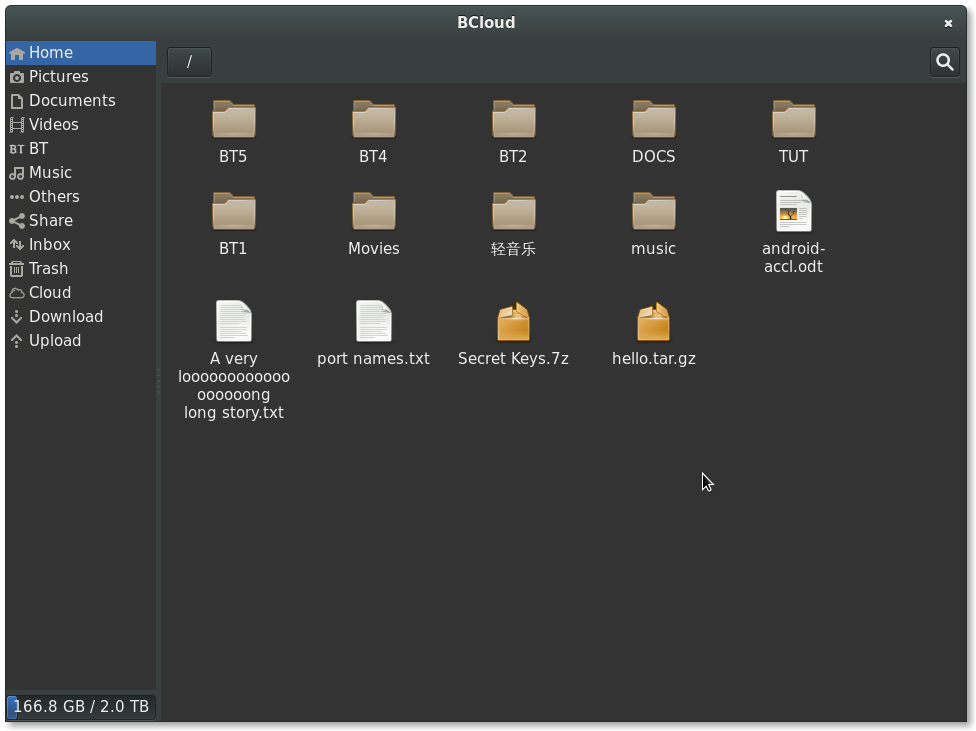 BCloud
Home
Pictures
Documents
Videos
BT BT
Music
Others
Share
Inbox
Trash
Cloud
Download
Upload
166.8 GB / 2.0 TB
/
BT5
BT4
BT2
DOCS
TUT
BT1
Movies
轻音乐
music
android-
accl.odt
A very
loooooooooooo
oooooong
long story.txt
port names.txt
Secret Keys.7z
hello.tar.gz